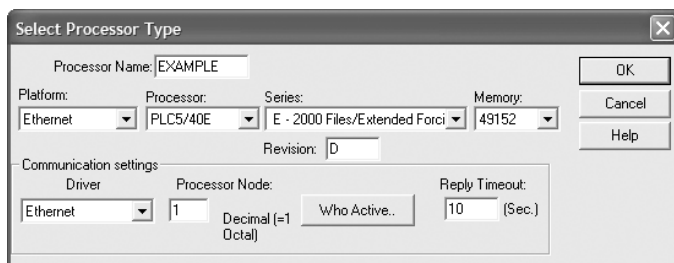 Select Processor Type
Processor Name: EXAMPLE
OK
Platform: Processor: Series: Memory:
Ethernet PLC5/40E E - 2000 Files/Extended Forci 49152
Cancel
Help
Revision: D
Communication settings
Driver Processor Node: Reply Timeout:
Ethernet 1 Decimal (=1 Who Active.. 10 (Sec.)
Octal)